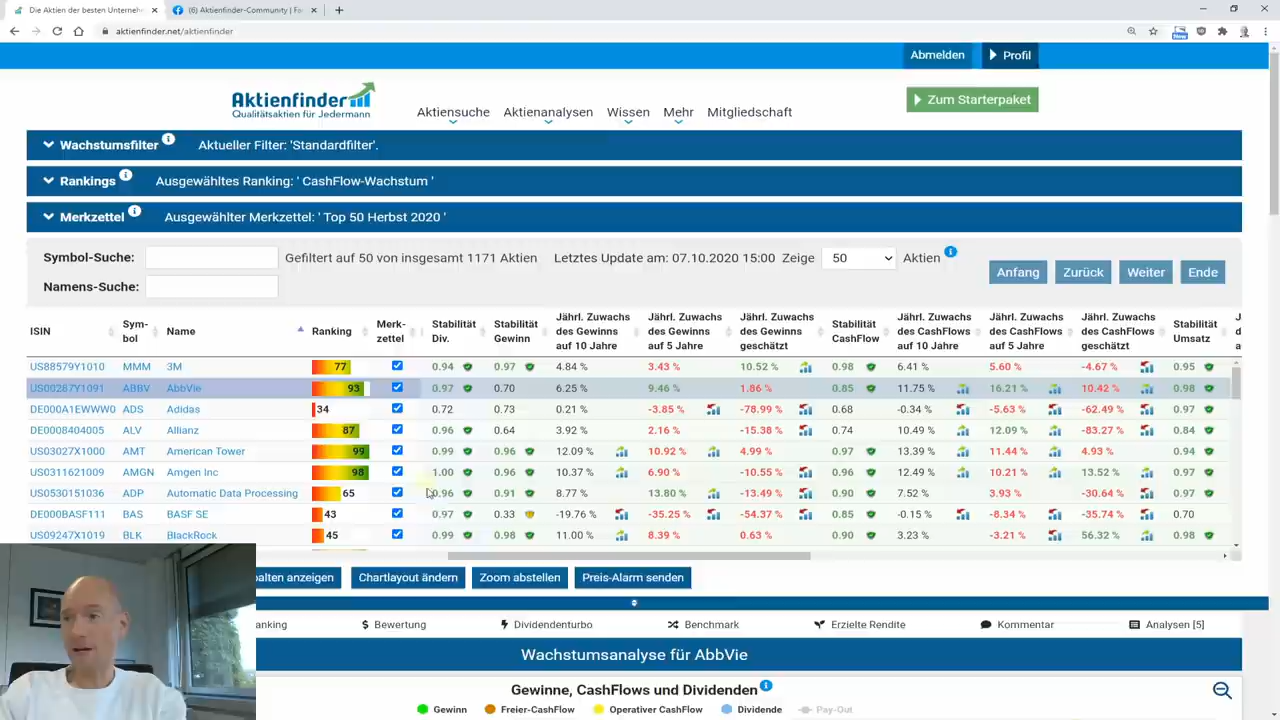 Die Aktien der besten Unterneh
(6) Aktienfinder-Community | Fa
aktienfinder.net/aktienfinder
New
Abmelden
Profil
Aktienfinder
Qualitätsaktien für Jedermann
Aktiensuche
Aktienanalysen
Wissen
Mehr
Mitgliedschaft
Zum Starterpaket
Wachstumsfilter Aktueller Filter: 'Standardfilter'.
Rankings Ausgewähltes Ranking: ' CashFlow-Wachstum '
Merkzettel Ausgewählter Merkzettel: ' Top 50 Herbst 2020 '
Symbol-Suche: Gefiltert auf 50 von insgesamt 1171 Aktien Letztes Update am: 07.10.2020 15:00 Zeige 50 Aktien
Namens-Suche:
Anfang Zurück Weiter Ende
ISIN Sym-bol Name Ranking Merk-zettel Stabilität Div. Stabilität Gewinn Jährl. Zuwachs des Gewinns auf 10 Jahre Jährl. Zuwachs des Gewinns auf 5 Jahre Jährl. Zuwachs des Gewinns geschätzt Stabilität CashFlow Jährl. Zuwachs des CashFlows auf 10 Jahre Jährl. Zuwachs des CashFlows auf 5 Jahre Jährl. Zuwachs des CashFlows geschätzt Stabilität Umsatz
US88579Y1010 MMM 3M 77 0.94 0.97 4.84 % 3.43 % 10.52 % 0.98 6.41 % 5.60 % -4.67 % 0.95
US00287Y1091 ABBV AbbVie 93 0.97 0.70 6.25 % 9.46 % 1.86 % 0.85 11.75 % 16.21 % 10.42 % 0.98
DE000A1EWWW0 ADS Adidas 34 0.72 0.73 0.21 % -3.85 % -78.99 % 0.68 -0.34 % -5.63 % -62.49 % 0.97
DE0008404005 ALV Allianz 87 0.96 0.64 3.92 % 2.16 % -15.38 % 0.74 10.49 % 12.09 % -83.27 % 0.84
US03027X1000 AMT American Tower 99 0.99 0.96 12.09 % 10.92 % 4.99 % 0.97 13.39 % 11.44 % 4.93 % 0.94
US0311621009 AMGN Amgen Inc 98 1.00 0.96 10.37 % 6.90 % -10.55 % 0.96 12.49 % 10.21 % 13.52 % 0.97
US0530151036 ADP Automatic Data Processing 65 0.96 0.91 8.77 % 13.80 % -13.49 % 0.90 7.52 % 3.93 % -30.64 % 0.97
DE000BASF111 BAS BASF SE 43 0.97 0.33 -19.76 % -35.25 % -54.37 % 0.85 -0.15 % -8.34 % -35.74 % 0.70
US09247X1019 BLK BlackRock 45 0.99 0.98 11.00 % 8.39 % 0.63 % 0.90 3.23 % -3.21 % 56.32 % 0.98
alten anzeigen Chartlayout ändern Zoom abstellen Preis-Alarm senden
anking Bewertung Dividendenturbo Benchmark Erzielte Rendite Kommentar Analysen [5]
Wachstumsanalyse für AbbVie
Gewinne, CashFlows und Dividenden
Gewinn Freier-CashFlow Operativer CashFlow Dividende Pay-Out